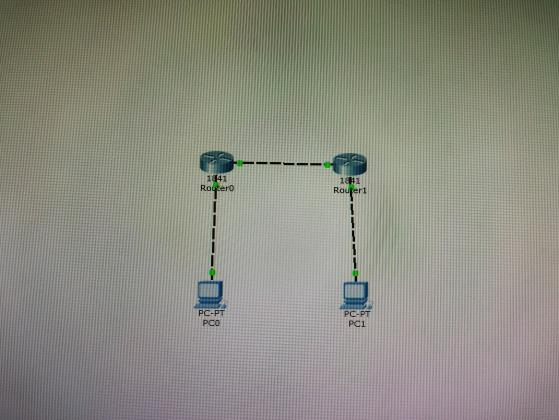 1841
Router0
1841
Router1
PC-PT
PC0
PC-PT
PC1